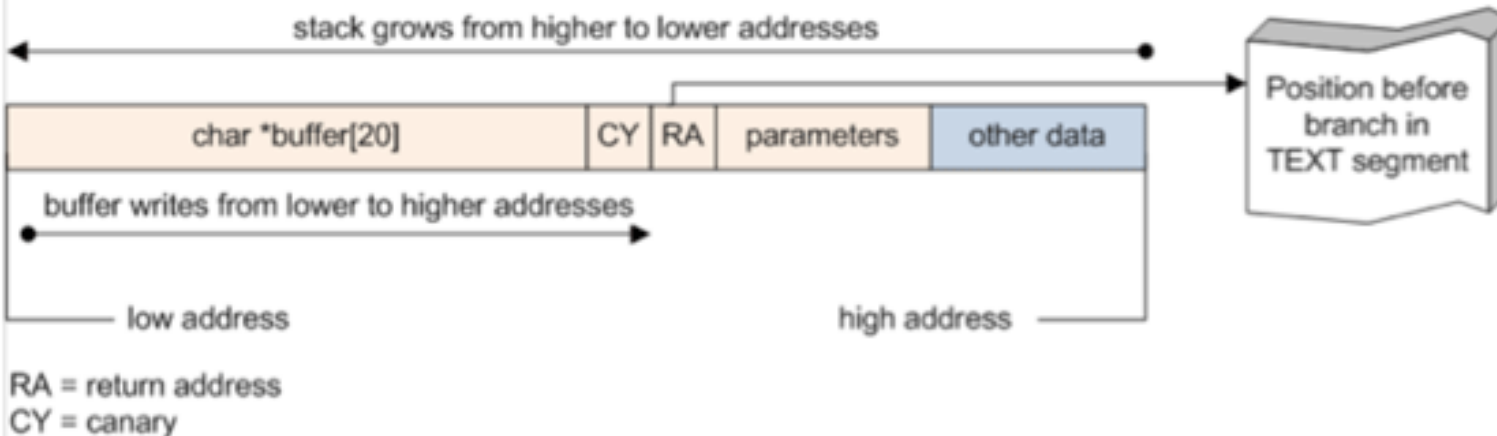 stack grows from higher to lower addresses
Position before
branch in
TEXT segment
char *buffer[20]
CY
RA
parameters
other data
buffer writes from lower to higher addresses
low address
high address
RA = return address
CY = canary